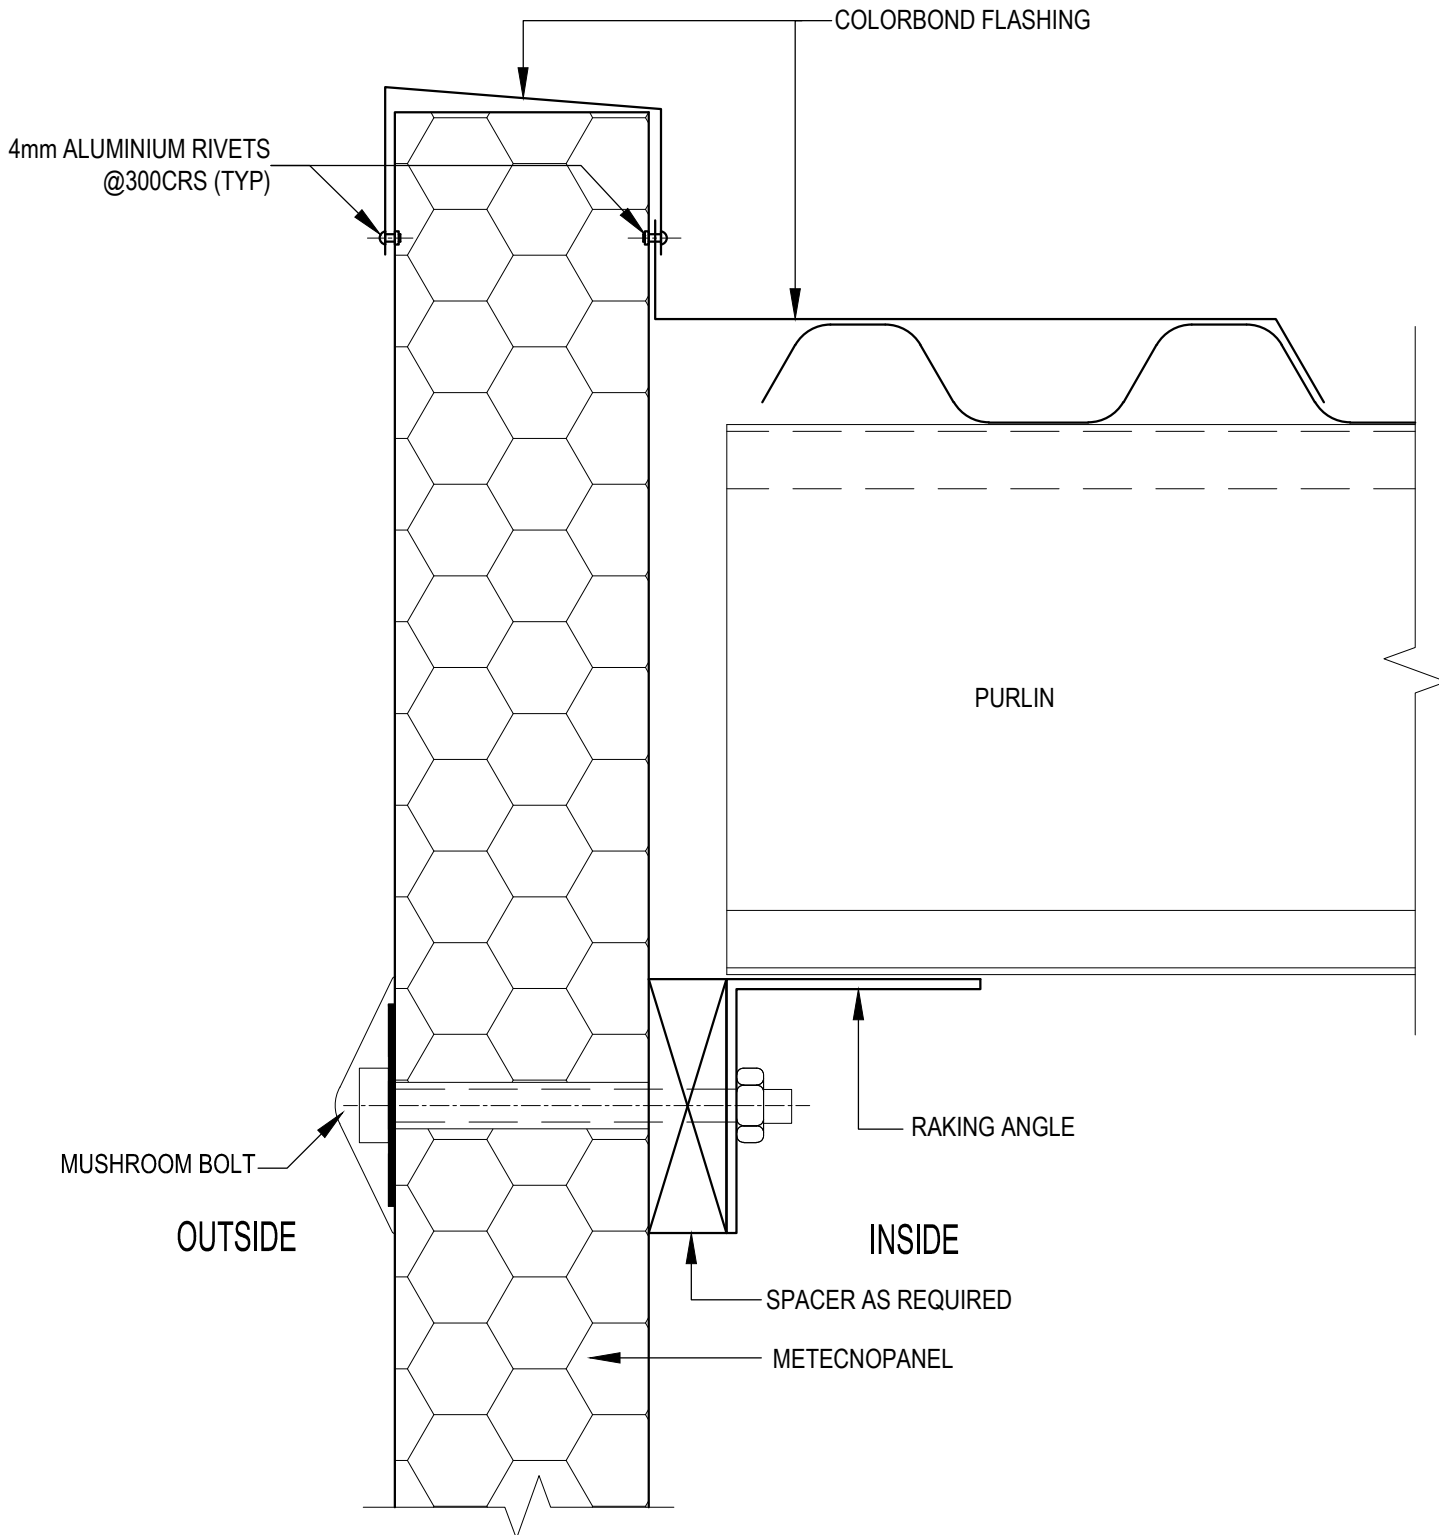 COLORBOND FLASHING
4mm ALUMINIUM RIVETS
@300CRS (TYP)
PURLIN
RAKING ANGLE
MUSHROOM BOLT
OUTSIDE
INSIDE
SPACER AS REQUIRED
METECNOPANEL